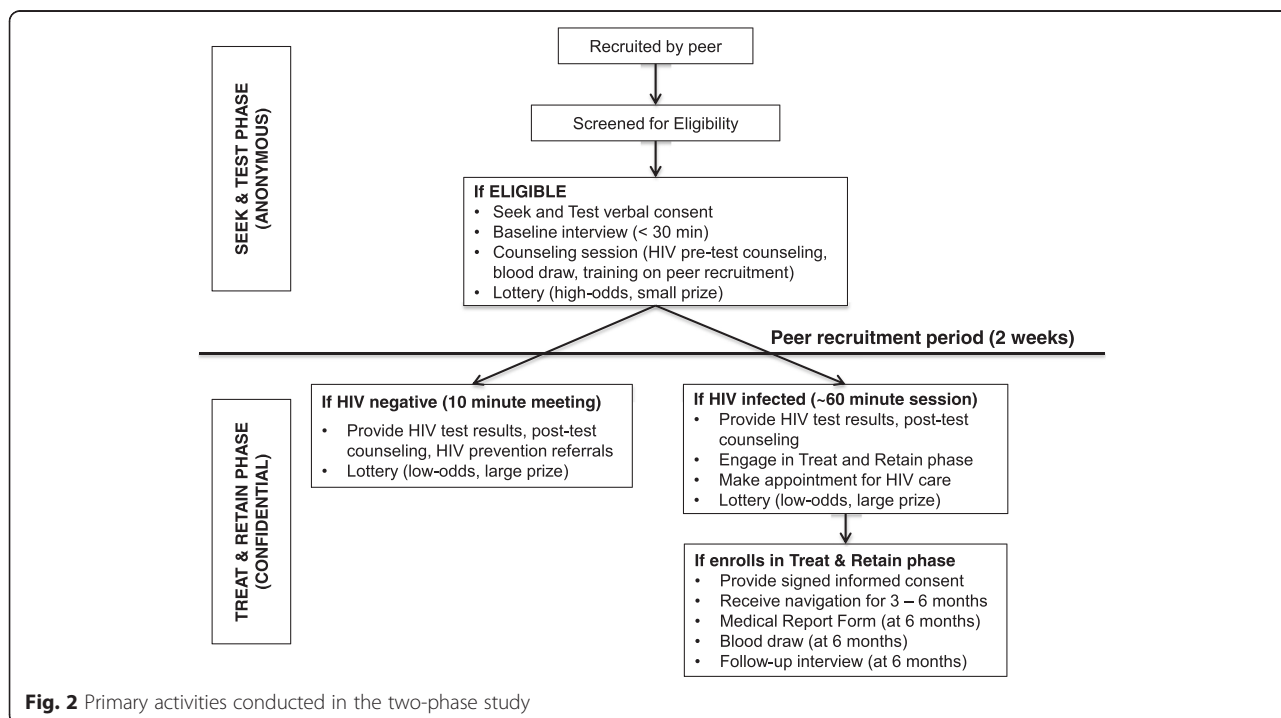 SEEK & TEST PHASE
(ANONYMOUS)
Recruited by peer
Screened for Eligibility
If ELIGIBLE
• Seek and Test verbal consent
• Baseline interview (< 30 min)
• Counseling session (HIV pre-test counseling,
blood draw, training on peer recruitment)
• Lottery (high-odds, small prize)
Peer recruitment period (2 weeks)
TREAT & RETAIN PHASE
(CONFIDENTIAL)
If HIV negative (10 minute meeting)
• Provide HIV test results, post-test
counseling, HIV prevention referrals
• Lottery (low-odds, large prize)
If HIV infected (~60 minute session)
• Provide HIV test results, post-test
counseling
• Engage in Treat and Retain phase
• Make appointment for HIV care
• Lottery (low-odds, large prize)
If enrolls in Treat & Retain phase
• Provide signed informed consent
• Receive navigation for 3 – 6 months
• Medical Report Form (at 6 months)
• Blood draw (at 6 months)
• Follow-up interview (at 6 months)
Fig. 2 Primary activities conducted in the two-phase study